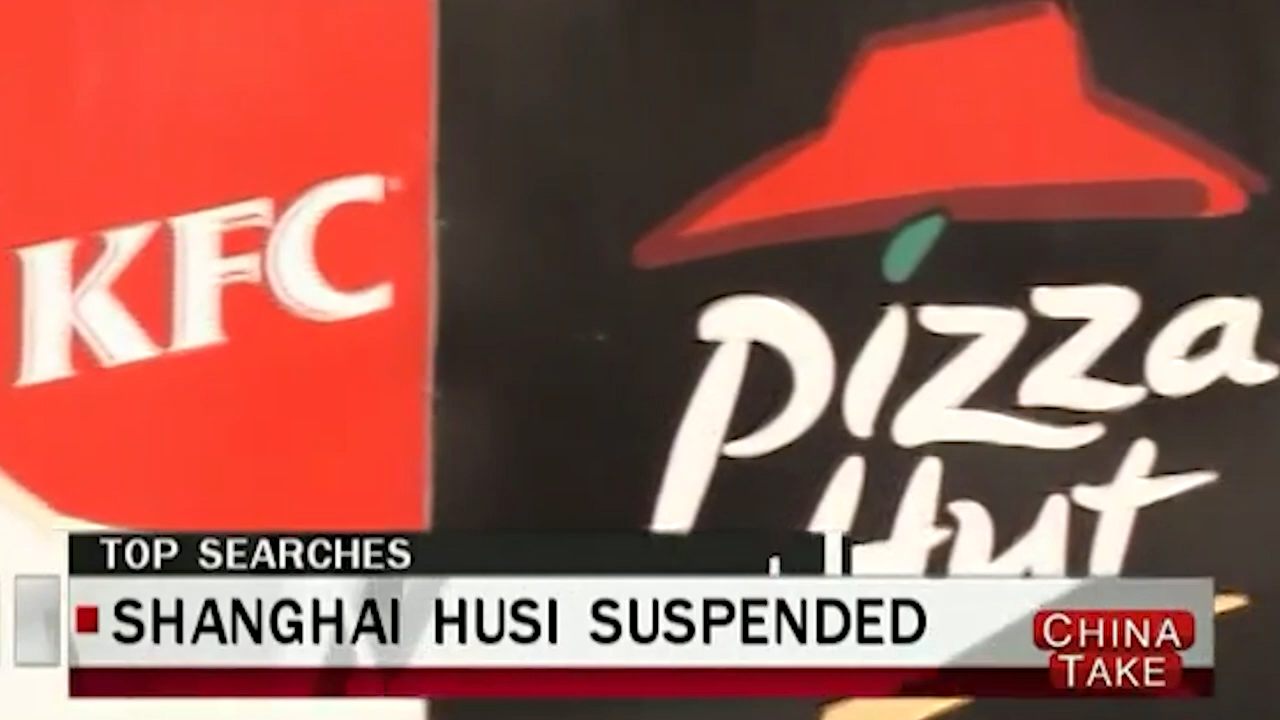 KFC
Pizza
Hut
TOP SEARCHES
SHANGHAI HUSI SUSPENDED
CHINA
TAKE